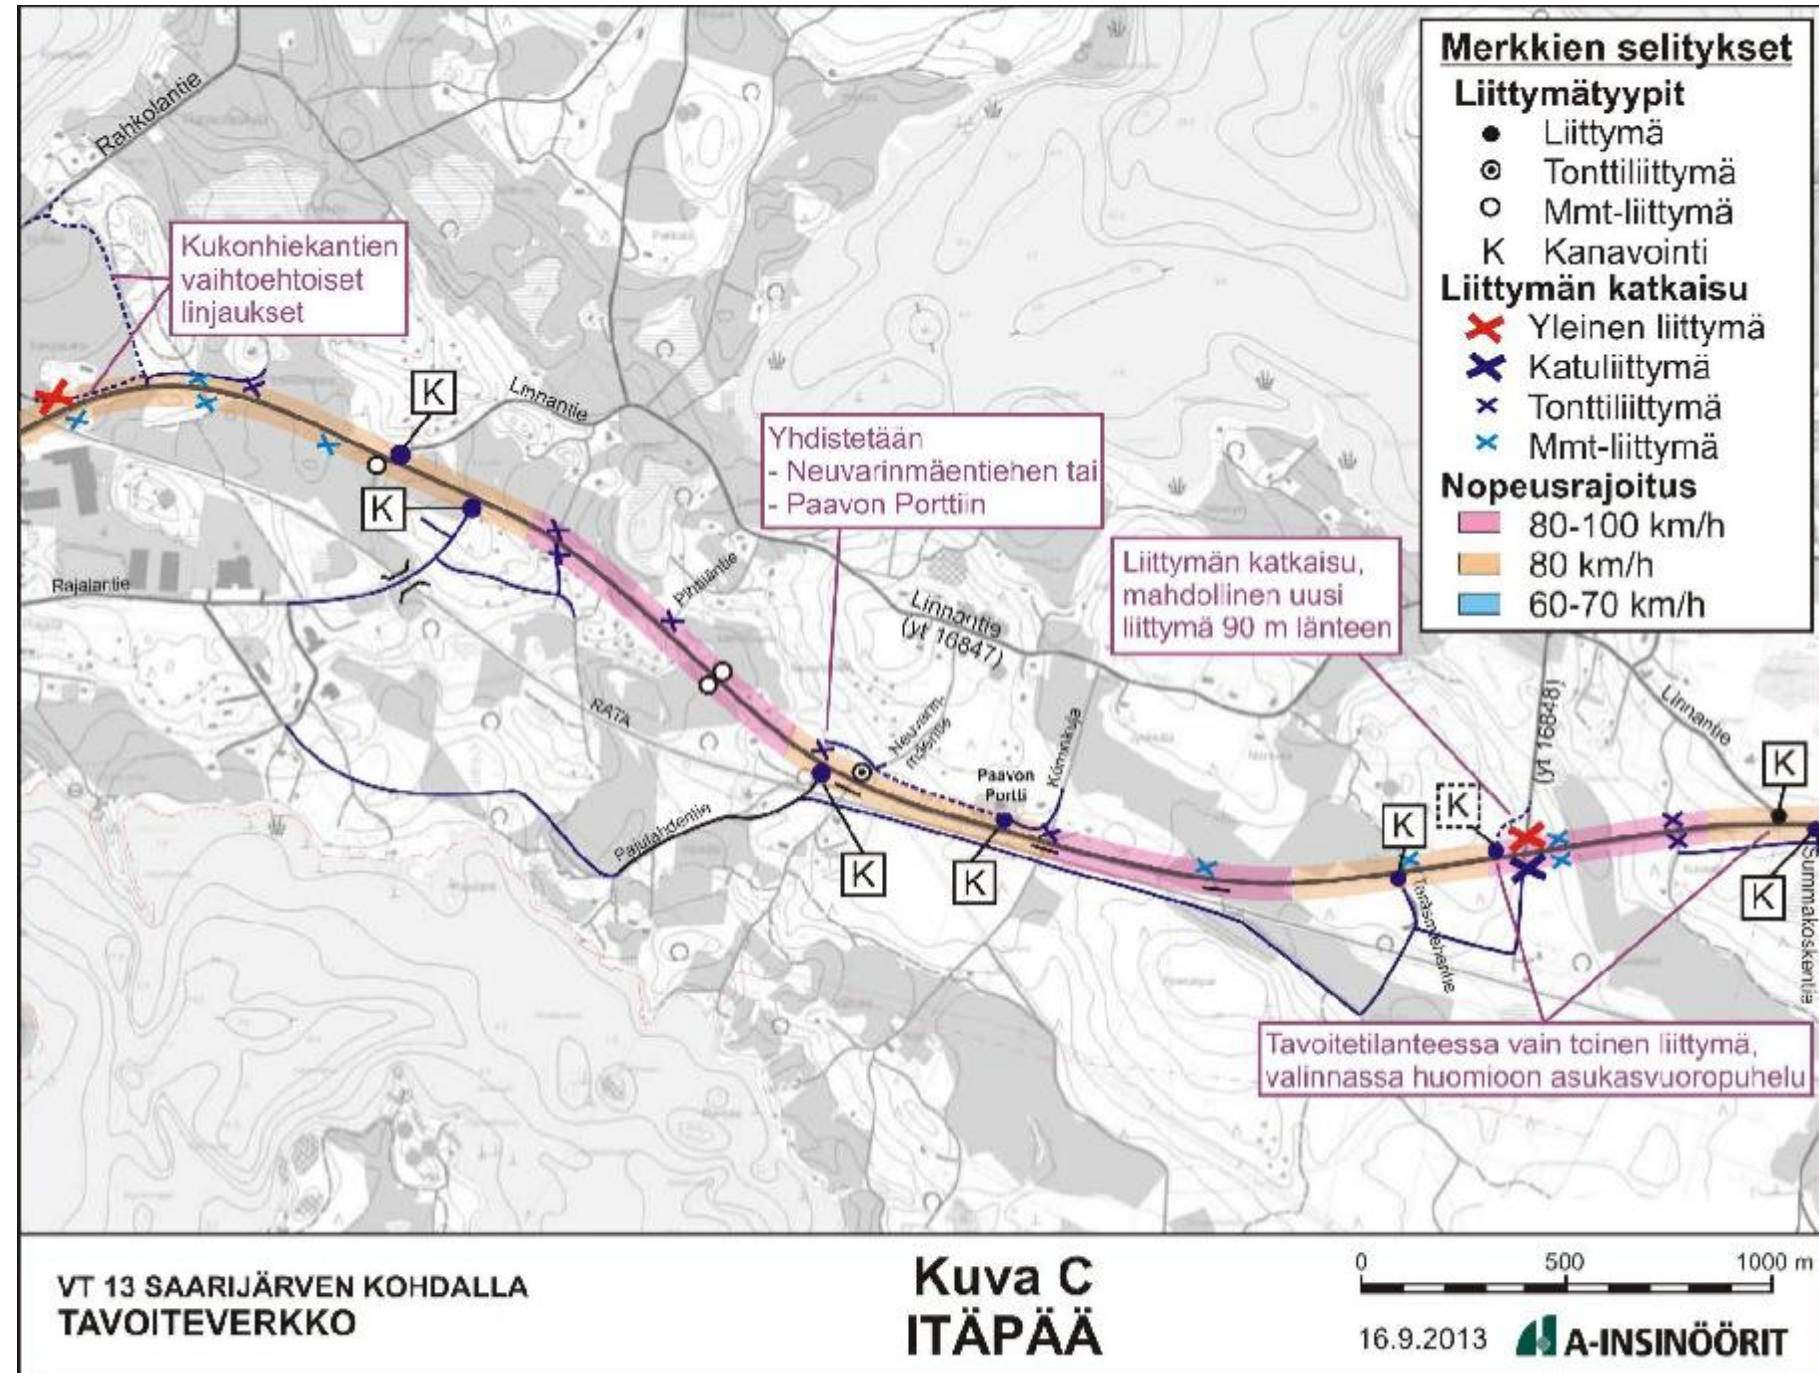 Merkkien selitykset
Liittymätyypit
Liittymä
Tonttiliittymä
Mmt-liittymä
K Kanavointi
Liittymän katkaisu
Yleinen liittymä
Katuliittymä
Tonttiliittymä
Mmt-liittymä
Nopeusrajoitus
80-100 km/h
80 km/h
60-70 km/h
Rahkolantie
Kukonhiekantien
vaihtoehtoiset
linjaukset
K
Linnantie
K
Yhdistetään
- Neuvarinmäentiehen tai
- Paavon Porttiin
Rajalantie
Liittymän katkaisu,
mahdollinen uusi
liittymä 90 m länteen
Linnantie
(yt 16847)
RATA
(yt 16848)
Linnantie
Paavon
Portti
Pajulahdentie
K
K
K
K
K
K
Summakoskentie
Tavoitetilanteessa vain toinen liittymä,
valinnassa huomioon asukasvuoropuhelu
VT 13 SAARIJÄRVEN KOHDALLA
TAVOITEVERKKO
Kuva C
ITÄPÄÄ
0 500 1000 m
16.9.2013
A-INSINÖÖRIT